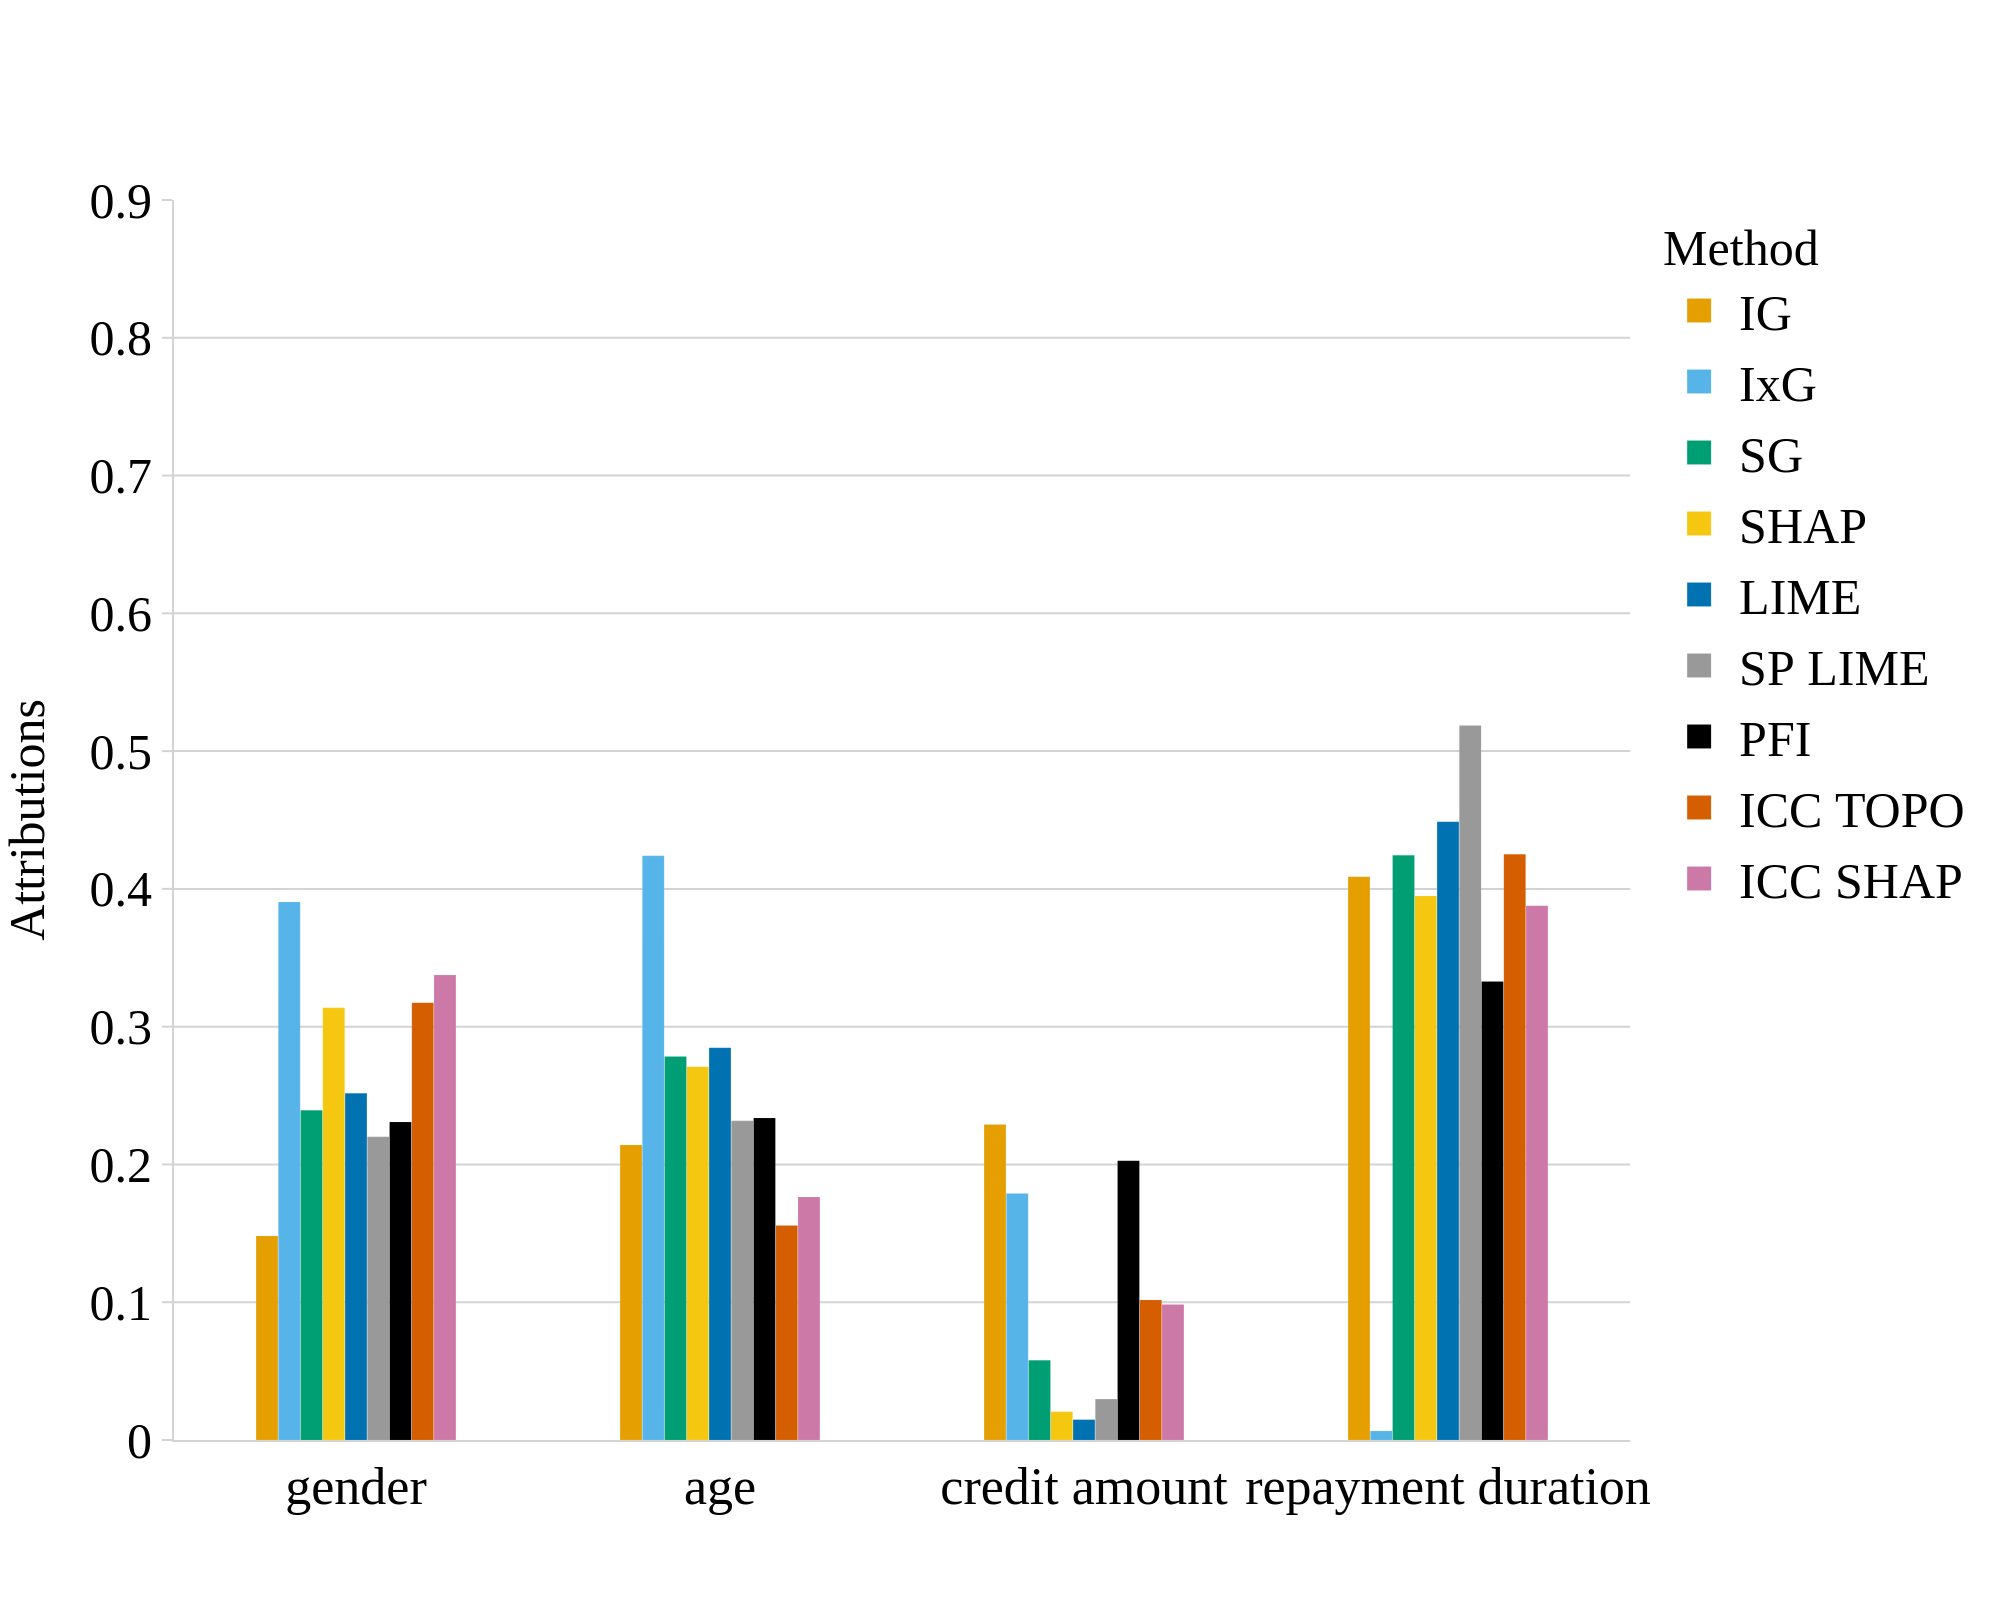 0.9
0.8
0.7
0.6
0.5
0.4
0.3
0.2
0.1
0
Attributions
gender
age
credit amount
repayment duration
Method
IG
IxG
SG
SHAP
LIME
SP LIME
PFI
ICC TOPO
ICC SHAP